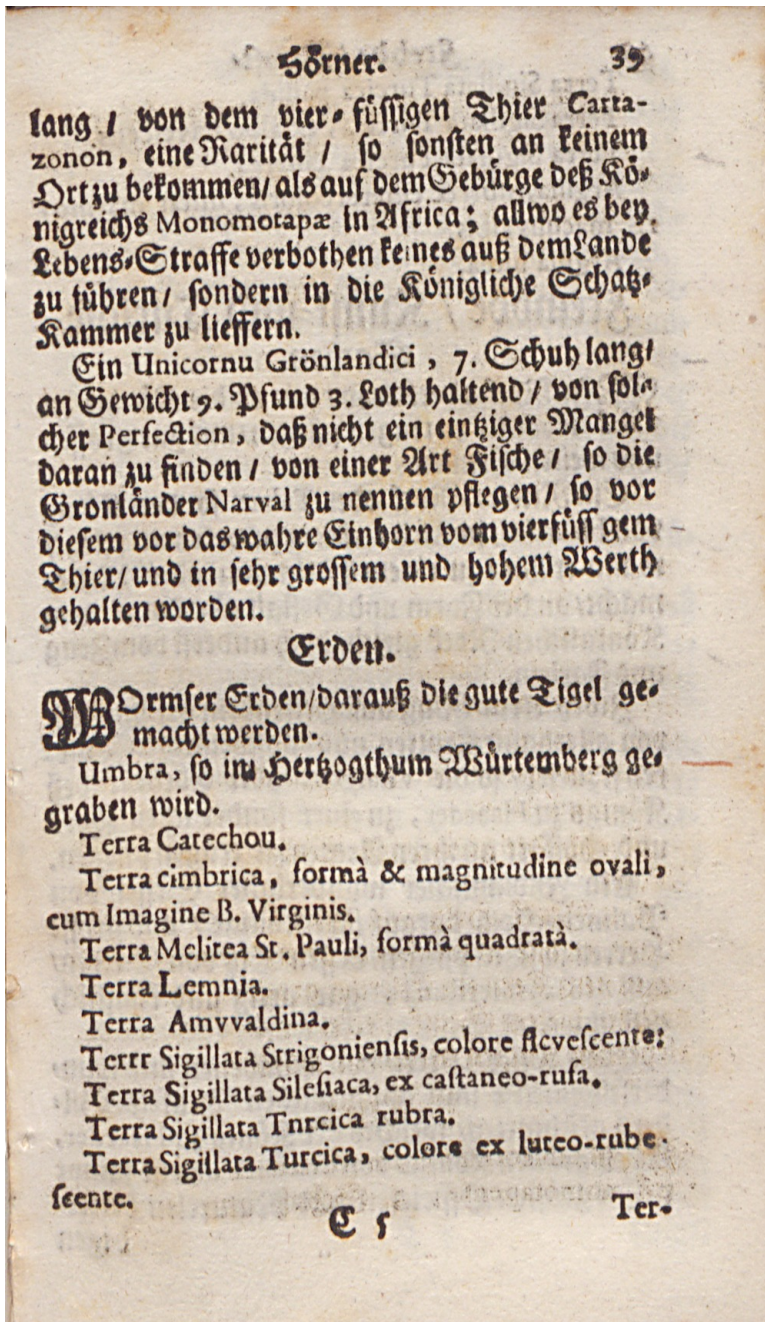 Hörner. 39
lang / von dem vier-füssigen Thier Carta-
zonon, eine Rarität / so sonsten an keinem
Ort zu bekommen / als auf dem Gebürge deß Kö-
nigreichs Monomotapæ in Africa; allwo es bey
Lebens-Straffe verbothen keines auß dem Lande
zu führen / sondern in die Königliche Schatz-
Kammer zu lieffern.
Ein Unicornu Grönlandici, 7. Schuh lang /
an Gewicht 9. Pfund 3. Loth haltend / von sol-
cher Perfection, daß nicht ein eintziger Mangel
daran zu finden / von einer Art Fische / so die
Gronländer Narval zu nennen pflegen / so vor
diesem vor das wahre Einhorn vom vierfüss gem
Thier / und in sehr grossem und hohem Werth
gehalten worden.
Erden.
WOrmser Erden / darauß die gute Tigel ge-
macht werden.
Umbra, so im Hertzogthum Würtemberg ge-
graben wird.
Terra Catechou.
Terra cimbrica, formà & magnitudine ovali,
cum Imagine B. Virginis.
Terra Melitea St. Pauli, formà quadratà.
Terra Lemnia.
Terra Amvvaldina.
Terrr Sigillata Strigoniensis, colore flcvescente:
Terra Sigillata Silesiaca, ex castaneo-rufa.
Terra Sigillata Tnrcica rubra.
Terra Sigillata Turcica, colore ex luteo-rube-
scente.
C 5 Ter-